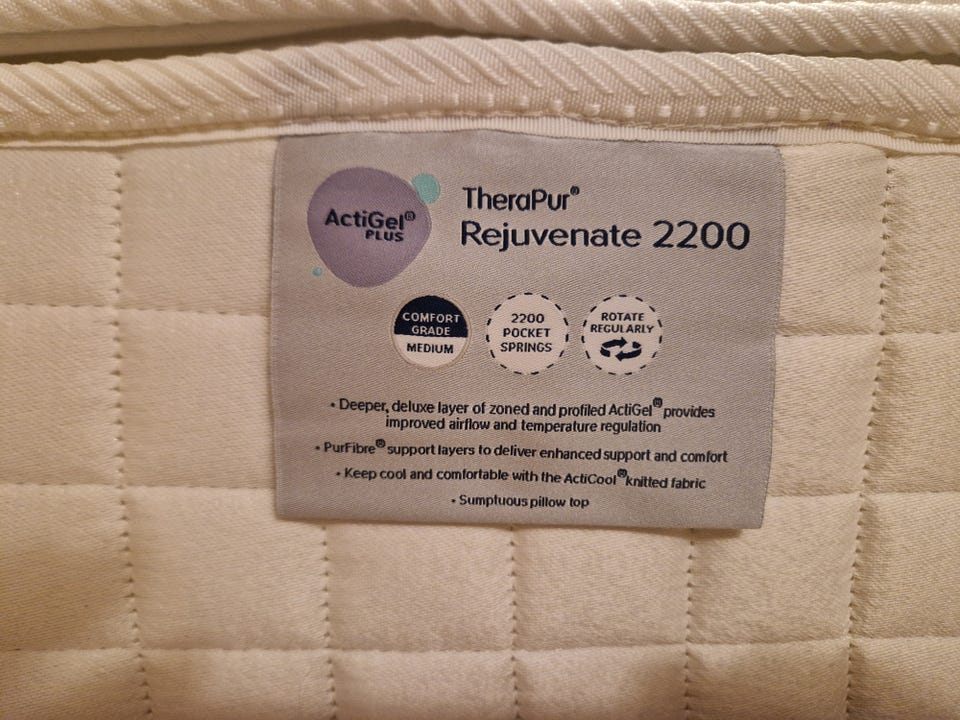 ActiGel®
PLUS
TheraPur®
Rejuvenate 2200
COMFORT
GRADE
MEDIUM
2200
POCKET
SPRINGS
ROTATE
REGULARLY
• Deeper, deluxe layer of zoned and profiled ActiGel® provides
improved airflow and temperature regulation
• PurFibre® support layers to deliver enhanced support and comfort
• Keep cool and comfortable with the ActiCool® knitted fabric
• Sumptuous pillow top